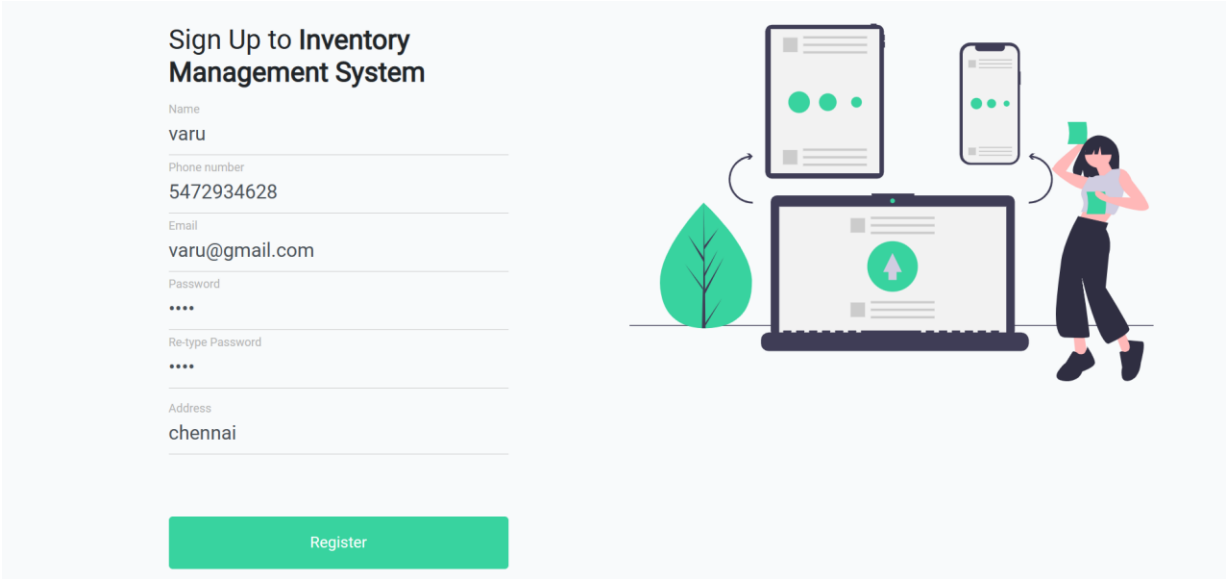 Sign Up to Inventory
Management System
Name
varu
Phone number
5472934628
Email
varu@gmail.com
Password
••••
Re-type Password
••••
Address
chennai
Register